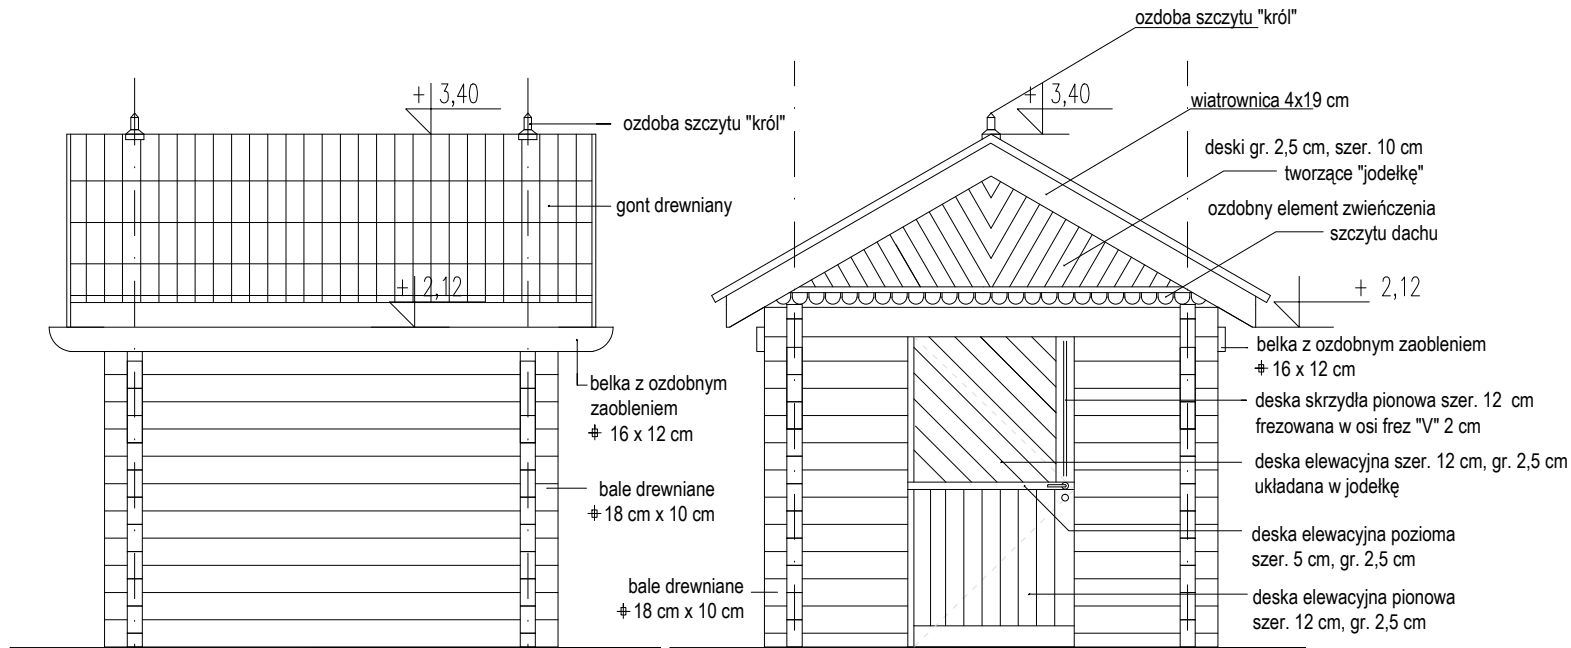 + 3,40
ozdoba szczytu "król"
gont drewniany
+ 2,12
belka z ozdobnym
zaobleniem
16 x 12 cm
bale drewniane
18 cm x 10 cm
bale drewniane
18 cm x 10 cm
ozdoba szczytu "król"
+ 3,40
wiatrownica 4x19 cm
deski gr. 2,5 cm, szer. 10 cm
tworzące "jodełkę"
ozdobny element zwieńczenia
szczytu dachu
+ 2,12
belka z ozdobnym zaobleniem
16 x 12 cm
deska skrzydła pionowa szer. 12 cm
frezowana w osi frez "V" 2 cm
deska elewacyjna szer. 12 cm, gr. 2,5 cm
układana w jodełkę
deska elewacyjna pozioma
szer. 5 cm, gr. 2,5 cm
deska elewacyjna pionowa
szer. 12 cm, gr. 2,5 cm